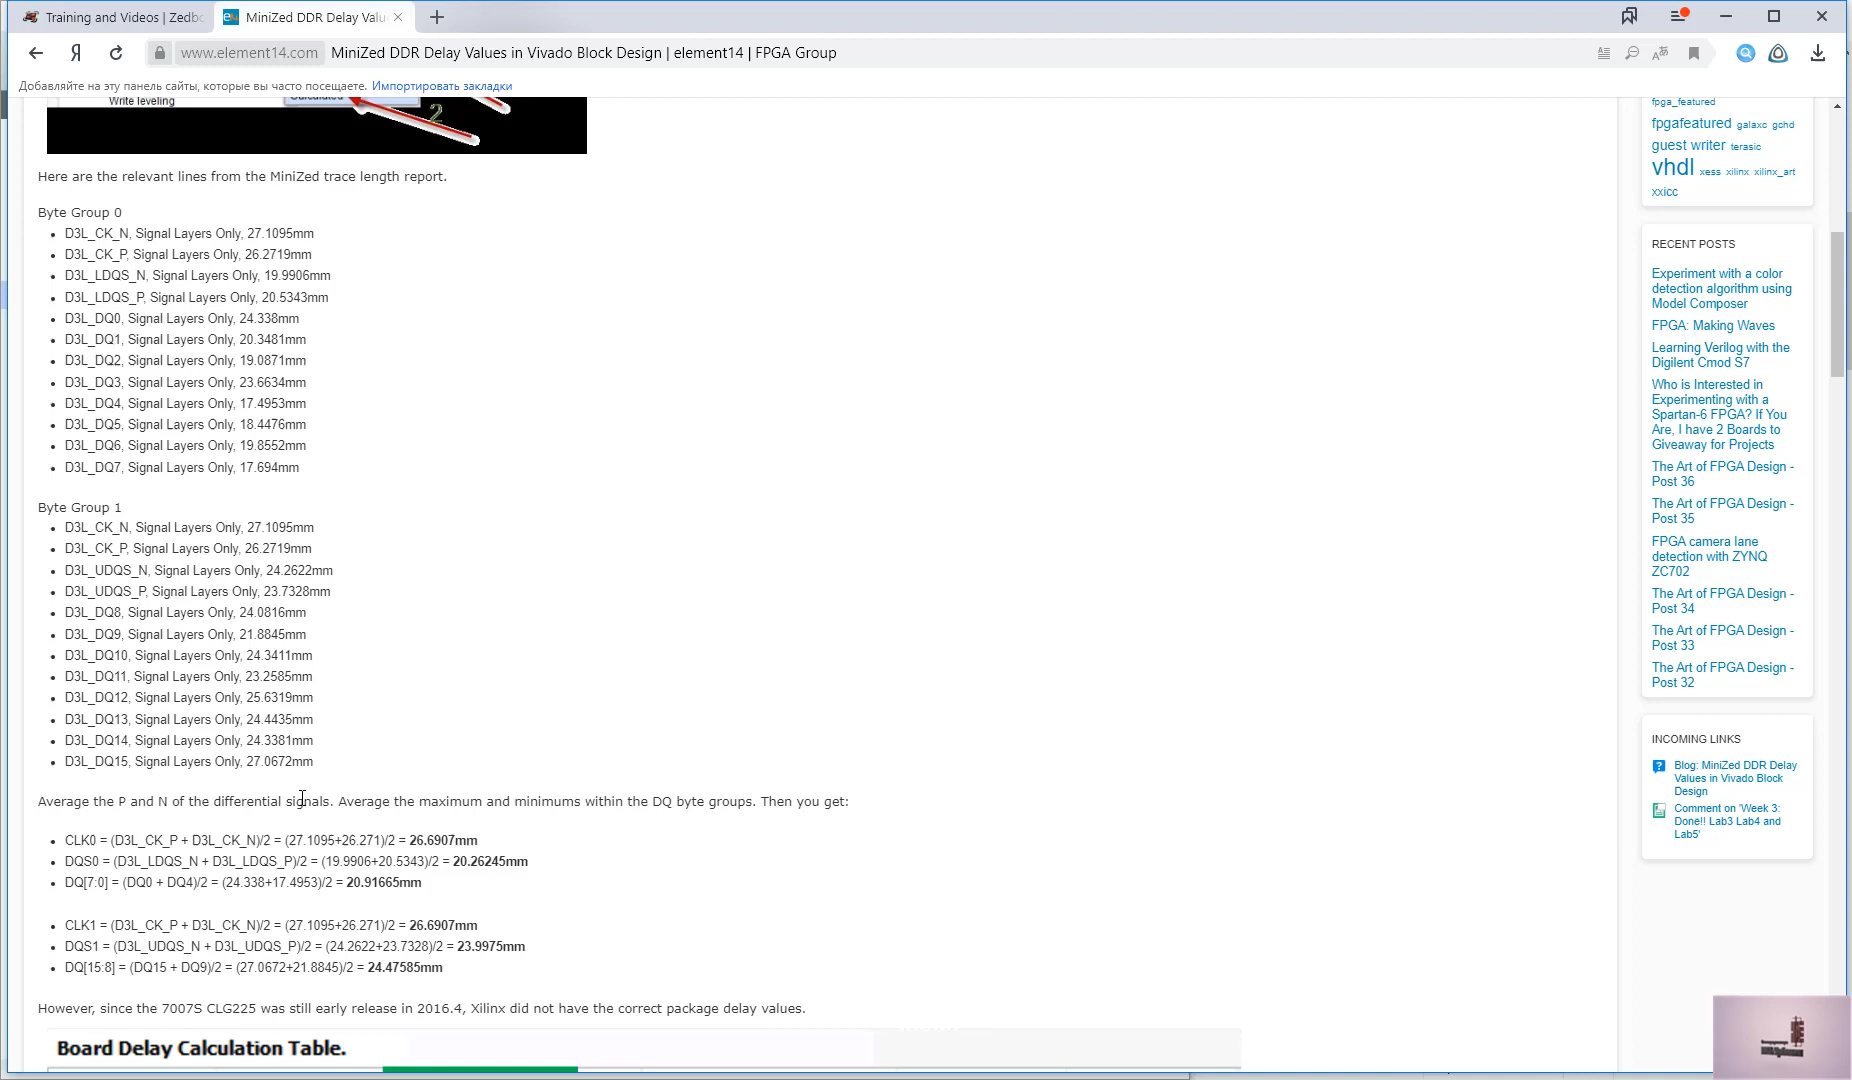 Training and Videos | Zedbo
MiniZed DDR Delay Valu
www.element14.com MiniZed DDR Delay Values in Vivado Block Design | element14 | FPGA Group
Добавляйте на эту панель сайты, которые вы часто посещаете. Импортировать закладки
Write leveling
2
Here are the relevant lines from the MiniZed trace length report.
Byte Group 0
D3L_CK_N, Signal Layers Only, 27.1095mm
D3L_CK_P, Signal Layers Only, 26.2719mm
D3L_LDQS_N, Signal Layers Only, 19.9906mm
D3L_LDQS_P, Signal Layers Only, 20.5343mm
D3L_DQ0, Signal Layers Only, 24.338mm
D3L_DQ1, Signal Layers Only, 20.3481mm
D3L_DQ2, Signal Layers Only, 19.0871mm
D3L_DQ3, Signal Layers Only, 23.6634mm
D3L_DQ4, Signal Layers Only, 17.4953mm
D3L_DQ5, Signal Layers Only, 18.4476mm
D3L_DQ6, Signal Layers Only, 19.8552mm
D3L_DQ7, Signal Layers Only, 17.694mm
Byte Group 1
D3L_CK_N, Signal Layers Only, 27.1095mm
D3L_CK_P, Signal Layers Only, 26.2719mm
D3L_UDQS_N, Signal Layers Only, 24.2622mm
D3L_UDQS_P, Signal Layers Only, 23.7328mm
D3L_DQ8, Signal Layers Only, 24.0816mm
D3L_DQ9, Signal Layers Only, 21.8845mm
D3L_DQ10, Signal Layers Only, 24.3411mm
D3L_DQ11, Signal Layers Only, 23.2585mm
D3L_DQ12, Signal Layers Only, 25.6319mm
D3L_DQ13, Signal Layers Only, 24.4435mm
D3L_DQ14, Signal Layers Only, 24.3381mm
D3L_DQ15, Signal Layers Only, 27.0672mm
Average the P and N of the differential signals. Average the maximum and minimums within the DQ byte groups. Then you get:
CLK0 = (D3L_CK_P + D3L_CK_N)/2 = (27.1095+26.271)/2 = 26.6907mm
DQS0 = (D3L_LDQS_N + D3L_LDQS_P)/2 = (19.9906+20.5343)/2 = 20.26245mm
DQ[7:0] = (DQ0 + DQ4)/2 = (24.338+17.4953)/2 = 20.91665mm
CLK1 = (D3L_CK_P + D3L_CK_N)/2 = (27.1095+26.271)/2 = 26.6907mm
DQS1 = (D3L_UDQS_N + D3L_UDQS_P)/2 = (24.2622+23.7328)/2 = 23.9975mm
DQ[15:8] = (DQ15 + DQ9)/2 = (27.0672+21.8845)/2 = 24.47585mm
However, since the 7007S CLG225 was still early release in 2016.4, Xilinx did not have the correct package delay values.
Board Delay Calculation Table.
fpga_featured
fpgafeatured galaxc gchd
guest writer terasic
vhdl xess xilinx xilinx_art
xxicc
RECENT POSTS
Experiment with a color
detection algorithm using
Model Composer
FPGA: Making Waves
Learning Verilog with the
Digilent Cmod S7
Who is Interested in
Experimenting with a
Spartan-6 FPGA? If You
Are, I have 2 Boards to
Giveaway for Projects
The Art of FPGA Design -
Post 36
The Art of FPGA Design -
Post 35
FPGA camera lane
detection with ZYNQ
ZC702
The Art of FPGA Design -
Post 34
The Art of FPGA Design -
Post 33
The Art of FPGA Design -
Post 32
INCOMING LINKS
Blog: MiniZed DDR Delay
Values in Vivado Block
Design
Comment on 'Week 3:
Done!! Lab3 Lab4 and
Lab5'